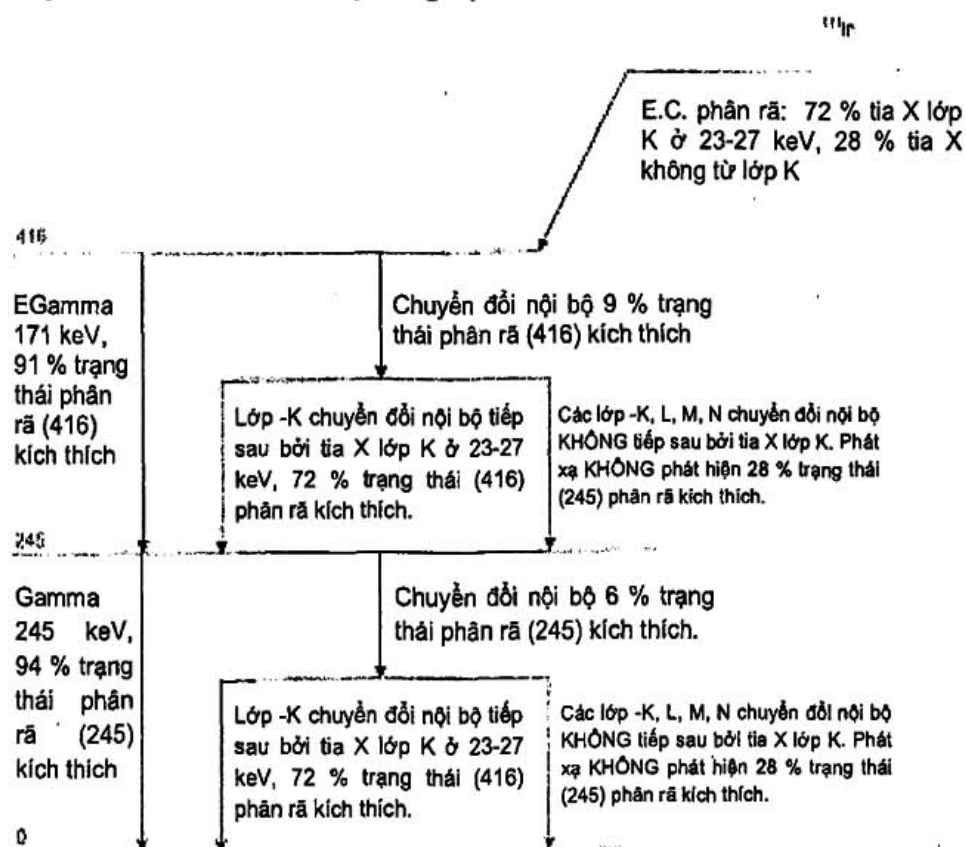 111In
E.C. phân rã: 72 % tia X lớp
K ở 23-27 keV, 28 % tia X
không từ lớp K
416
EGamma
171 keV,
91 % trạng
thái phân
rã (416)
kích thích
Chuyển đổi nội bộ 9 % trạng
thái phân rã (416) kích thích
Lớp -K chuyển đổi nội bộ tiếp
sau bởi tia X lớp K ở 23-27
keV, 72 % trạng thái (416)
phân rã kích thích.
Các lớp -K, L, M, N chuyển đổi nội bộ
KHÔNG tiếp sau bởi tia X lớp K. Phát
xạ KHÔNG phát hiện 28 % trạng thái
(245) phân rã kích thích.
245
Gamma
245 keV,
94 % trạng
thái phân
rã (245)
kích thich
Chuyển đổi nội bộ 6 % trạng
thái phân rã (245) kích thích.
Lớp -K chuyển đổi nội bộ tiếp
sau bởi tia X lớp K ở 23-27
keV, 72 % trạng thái (416)
phân rã kích thích.
Các lớp -K, L, M, N chuyển đổi nội bộ
KHÔNG tiếp sau bởi tia X lớp K. Phát
xạ KHÔNG phát hiện 28 % trạng thái
(245) phân rã kích thích.
0